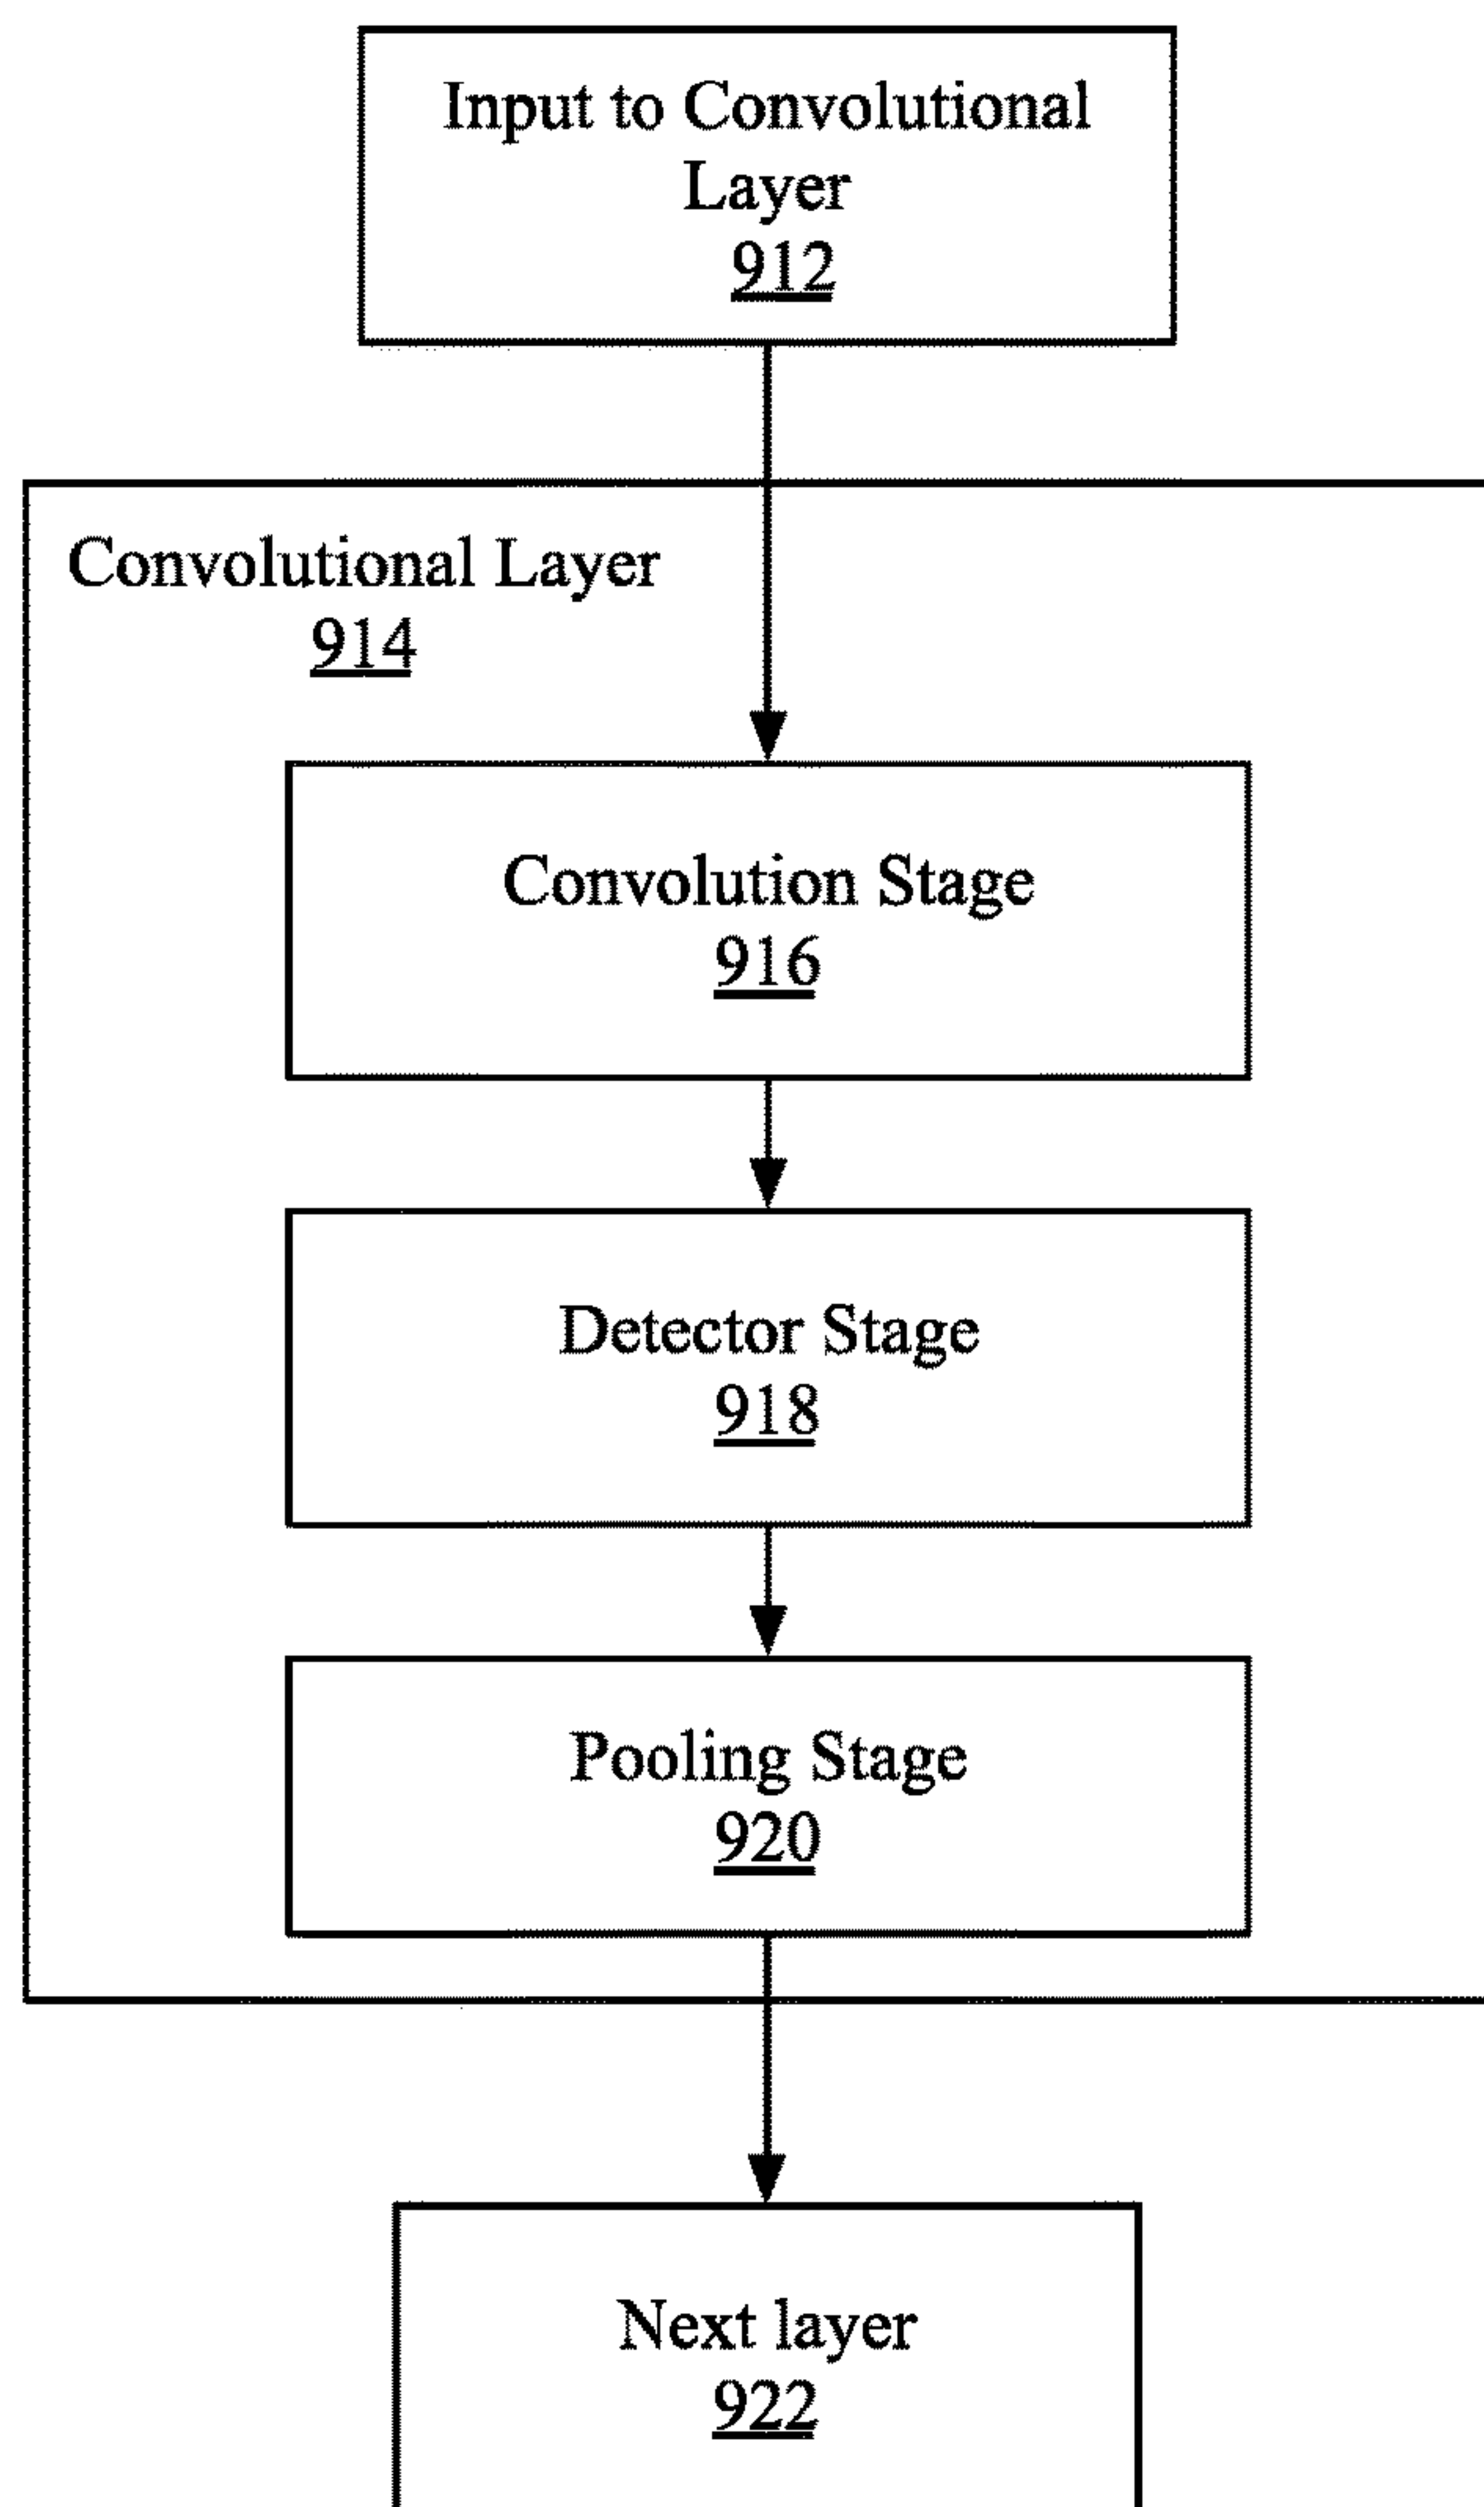 Input to Convolutional
Layer
912
Convolutional Layer
914
Convolution Stage
916
Detector Stage
918
Pooling Stage
920
Next layer
922